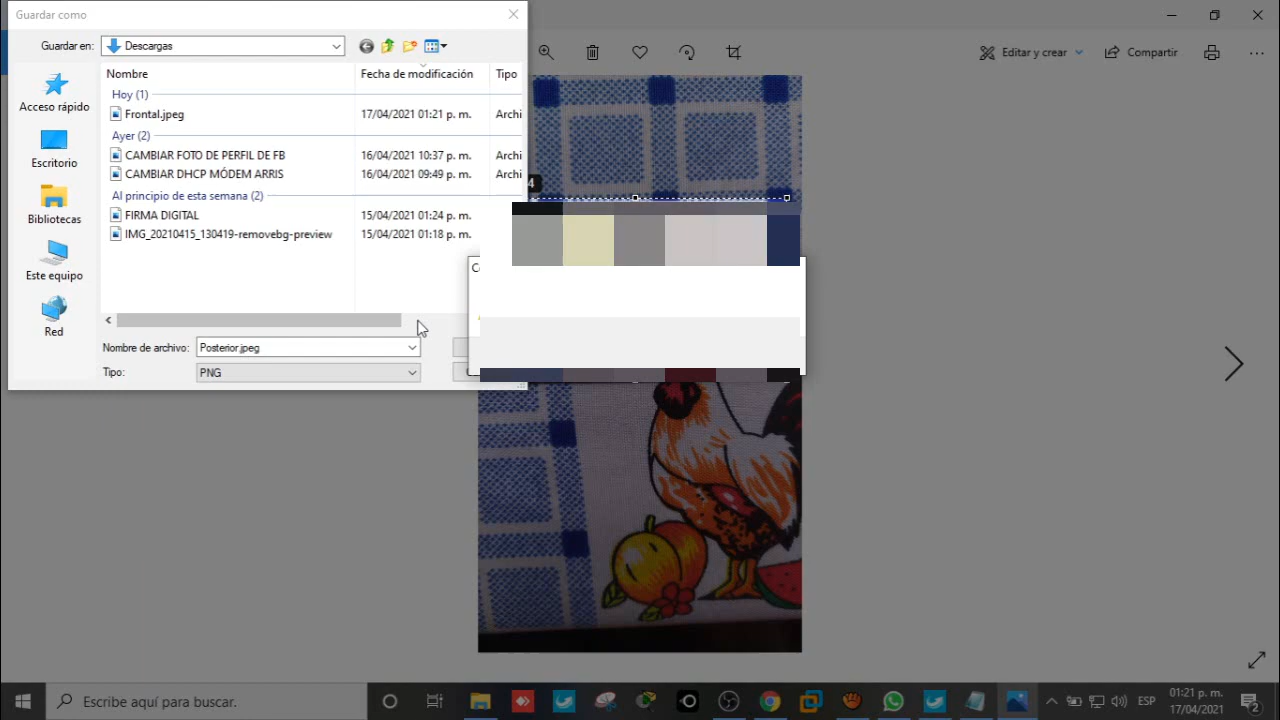 Guardar como
Guardar en: Descargas
Editar y crear
Compartir
Nombre Fecha de modificación Tipo
Hoy (1)
Frontal.jpeg 17/04/2021 01:21 p. m. Archi
Ayer (2)
CAMBIAR FOTO DE PERFIL DE FB 16/04/2021 10:37 p. m. Archi
CAMBIAR DHCP MÓDEM ARRIS 16/04/2021 09:49 p. m. Archi
Al principio de esta semana (2)
FIRMA DIGITAL 15/04/2021 01:24 p. m.
IMG_20210415_130419-removebg-preview 15/04/2021 01:18 p. m.
Acceso rápido
Escritorio
Bibliotecas
Este equipo
Red
4
Nombre de archivo: Posterior.jpeg
Tipo: PNG
Escribe aquí para buscar.
ESP
01:21 p. m.
17/04/2021
2